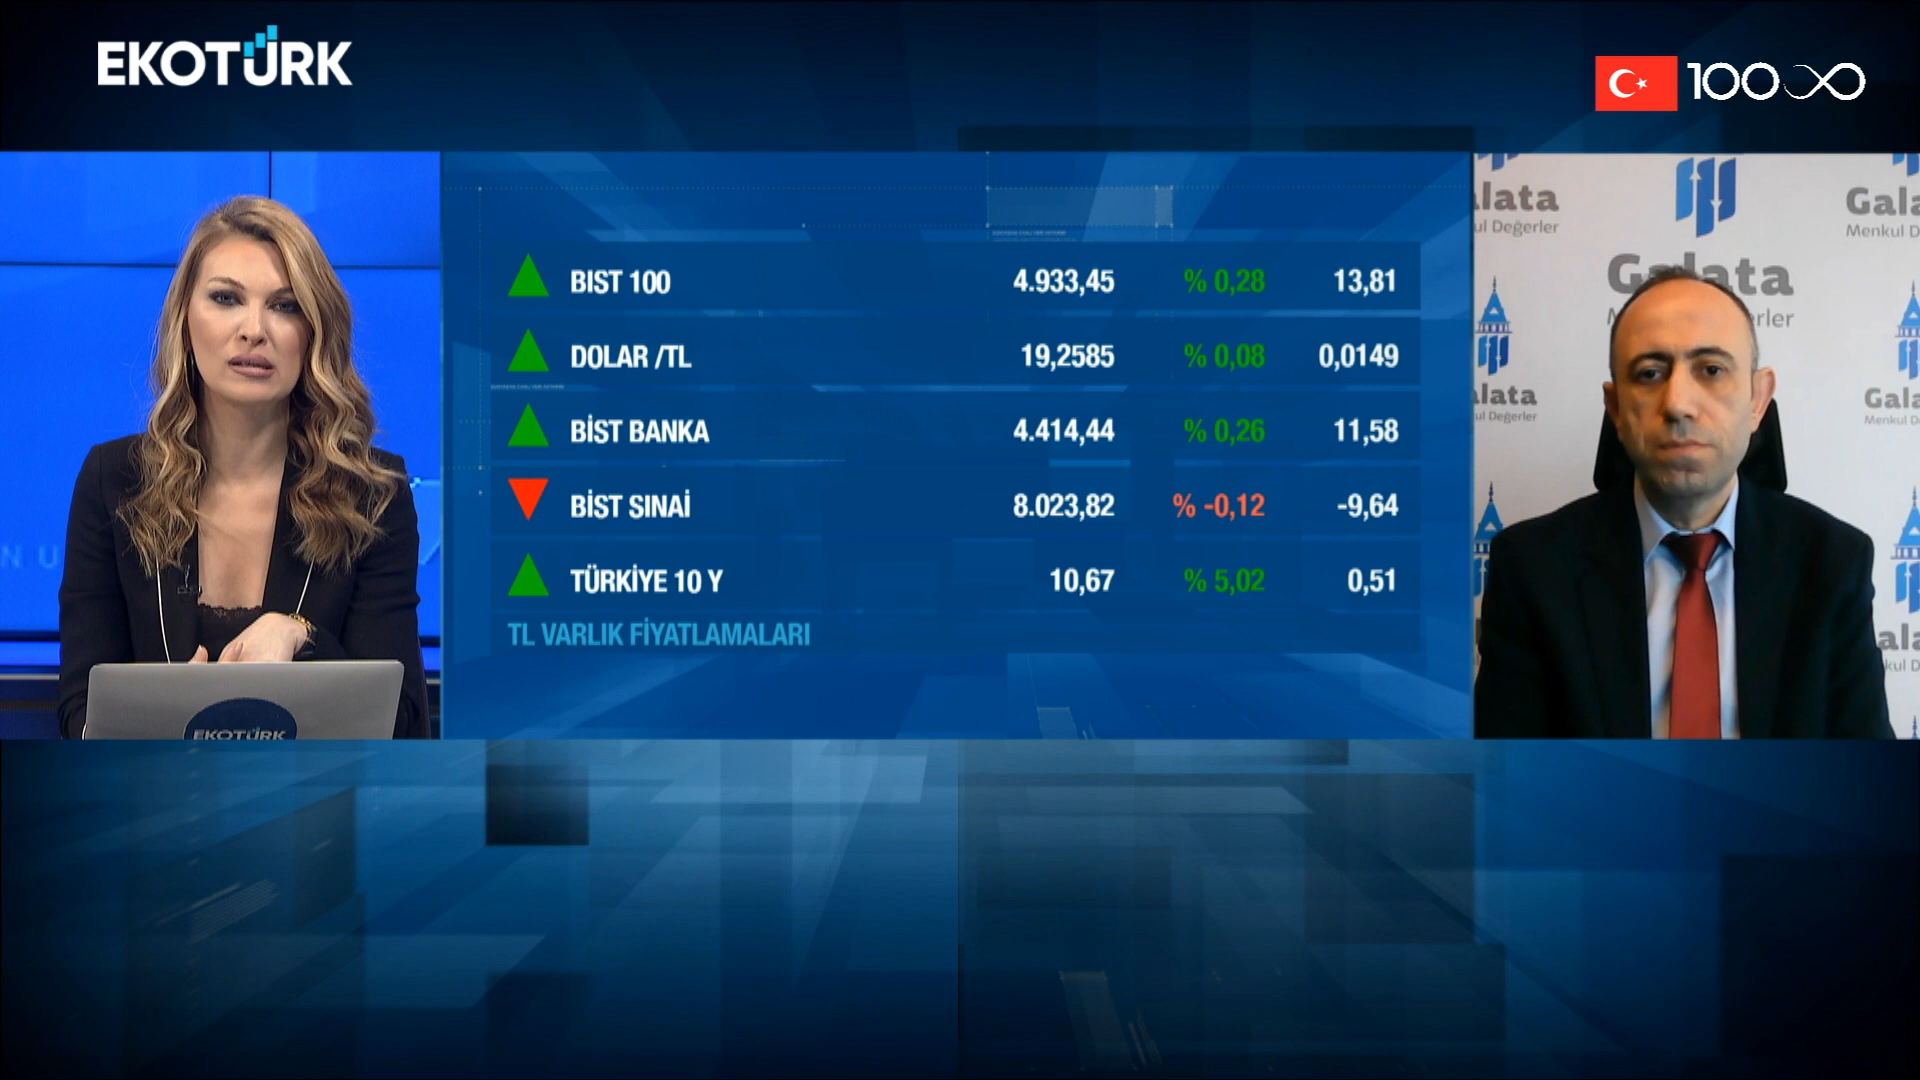 EKOTÜRK
100
Galata
Menkul Değerler
BIST 100 4.933,45 % 0,28 13,81
DOLAR /TL 19,2585 % 0,08 0,0149
BİST BANKA 4.414,44 % 0,26 11,58
BİST SINAİ 8.023,82 % -0,12 -9,64
TÜRKİYE 10 Y 10,67 % 5,02 0,51
TL VARLIK FİYATLAMALARI
EKOTÜRK